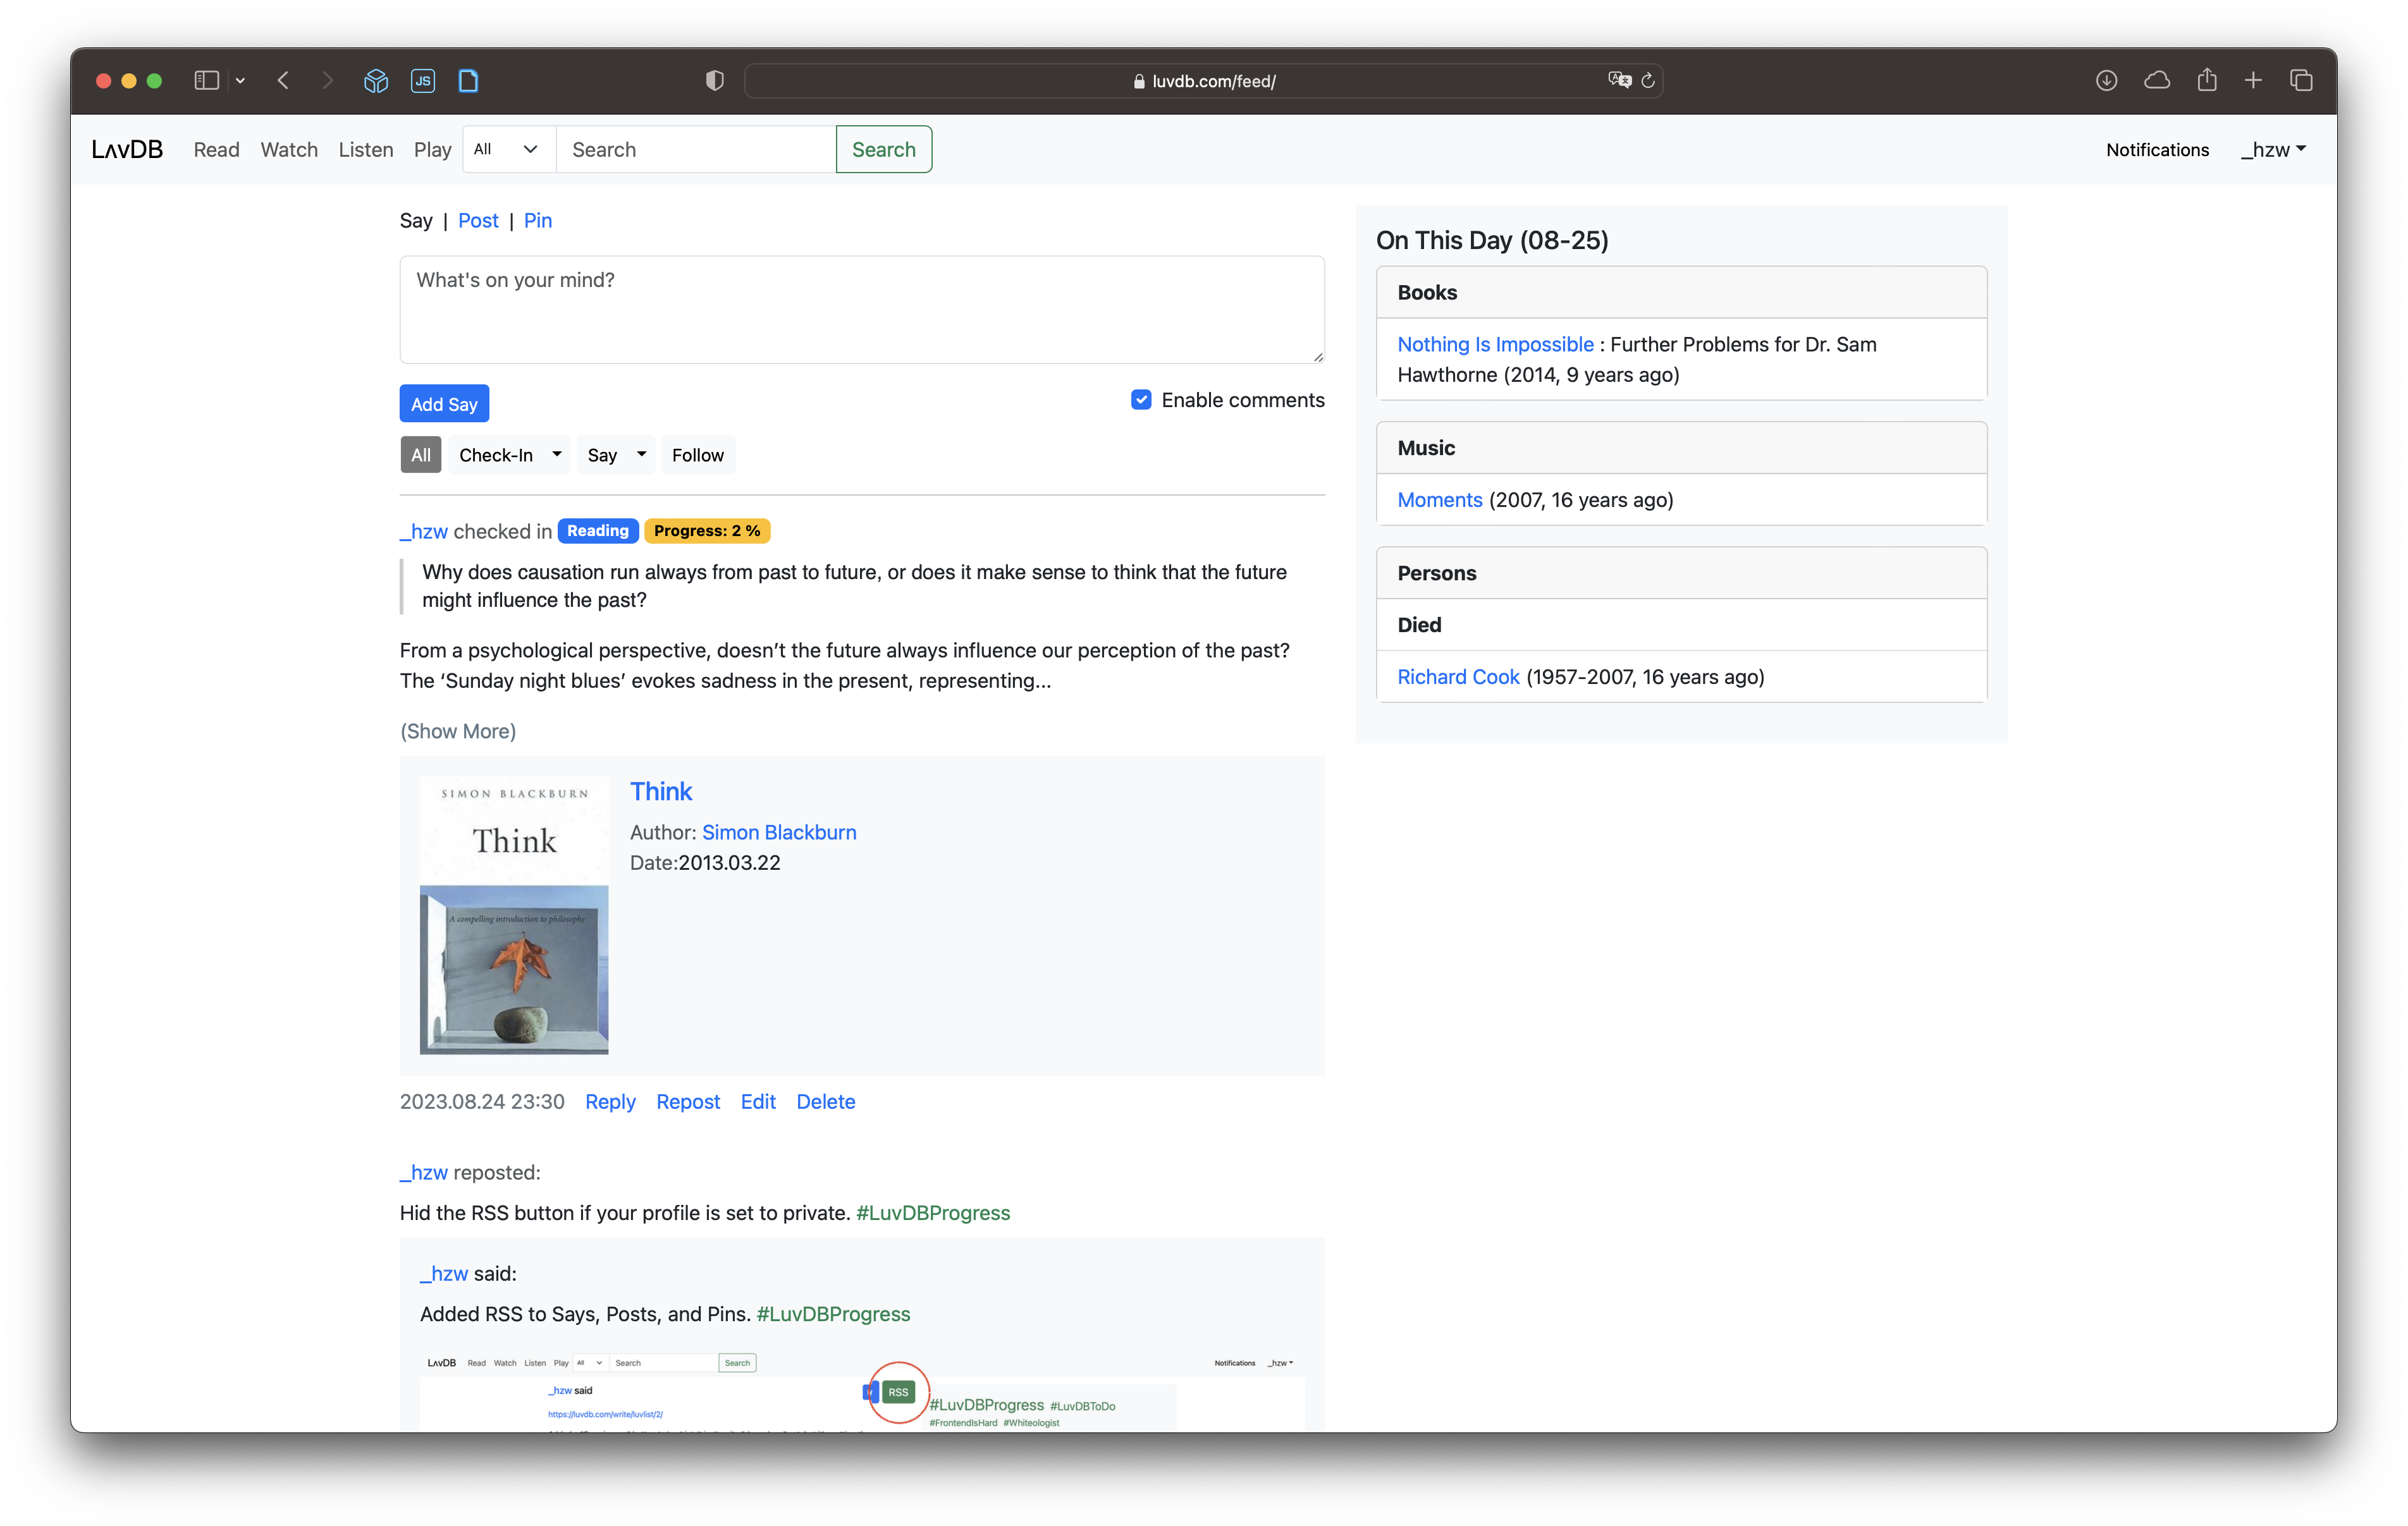 JS
luvdb.com/feed/
LʌvDB Read Watch Listen Play All Search Search Notifications _hzw
Say | Post | Pin
What's on your mind?
Add Say
Enable comments
All Check-In Say Follow
_hzw checked in Reading Progress: 2 %
Why does causation run always from past to future, or does it make sense to think that the future
might influence the past?
From a psychological perspective, doesn’t the future always influence our perception of the past?
The ‘Sunday night blues’ evokes sadness in the present, representing...
(Show More)
SIMON BLACKBURN
Think
A compelling introduction to philosophy
Think
Author: Simon Blackburn
Date:2013.03.22
2023.08.24 23:30 Reply Repost Edit Delete
_hzw reposted:
Hid the RSS button if your profile is set to private. #LuvDBProgress
_hzw said:
Added RSS to Says, Posts, and Pins. #LuvDBProgress
LʌvDB Read Watch Listen Play All Search Search Notifications _hzw
_hzw said
RSS
https://luvdb.com/write/luvlist/2/
#LuvDBProgress #LuvDBToDo
#FrontendIsHard #Whiteologist
On This Day (08-25)
Books
Nothing Is Impossible : Further Problems for Dr. Sam
Hawthorne (2014, 9 years ago)
Music
Moments (2007, 16 years ago)
Persons
Died
Richard Cook (1957-2007, 16 years ago)